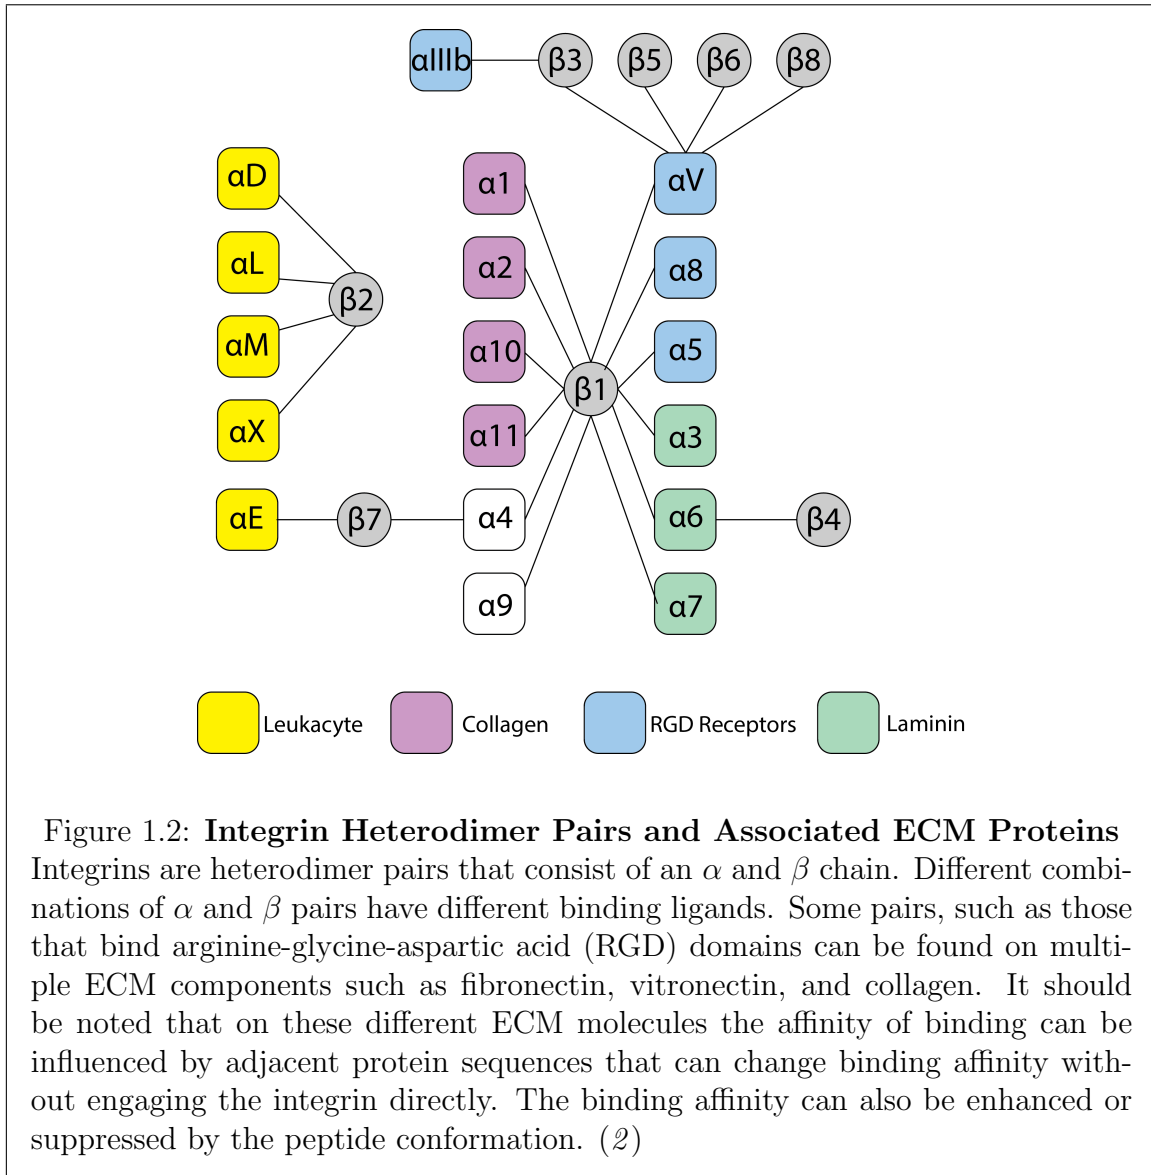 αIIIb
β3
β5
β6
β8
αD
α1
αV
αL
α2
α8
β2
αM
α10
α5
β1
αX
α11
α3
αE
β7
α4
α6
β4
α9
α7
Leukacyte
Collagen
RGD Receptors
Laminin
Figure 1.2: Integrin Heterodimer Pairs and Associated ECM Proteins
Integrins are heterodimer pairs that consist of an α and β chain. Different combi-
nations of α and β pairs have different binding ligands. Some pairs, such as those
that bind arginine-glycine-aspartic acid (RGD) domains can be found on multi-
ple ECM components such as fibronectin, vitronectin, and collagen. It should
be noted that on these different ECM molecules the affinity of binding can be
influenced by adjacent protein sequences that can change binding affinity with-
out engaging the integrin directly. The binding affinity can also be enhanced or
suppressed by the peptide conformation. (2)